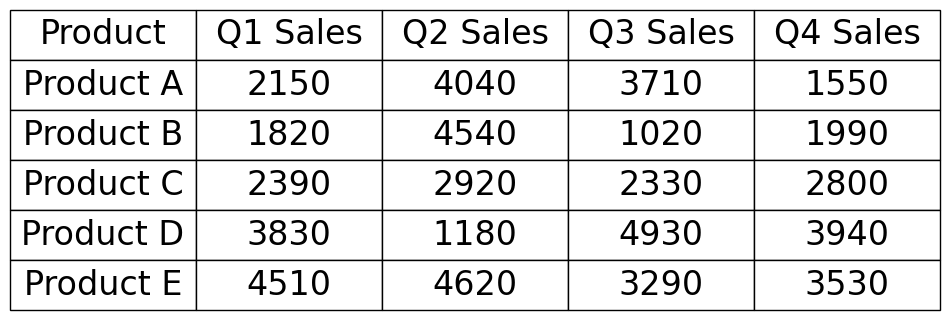 Product Q1 Sales Q2 Sales Q3 Sales Q4 Sales
Product A 2150 4040 3710 1550
Product B 1820 4540 1020 1990
Product C 2390 2920 2330 2800
Product D 3830 1180 4930 3940
Product E 4510 4620 3290 3530